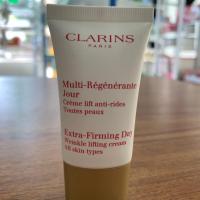 CLARINS
PARIS
Multi-Régénérante
Jour
Crème lift anti-rides
Toutes peaux
Extra-Firming Day
Wrinkle lifting cream
All skin types